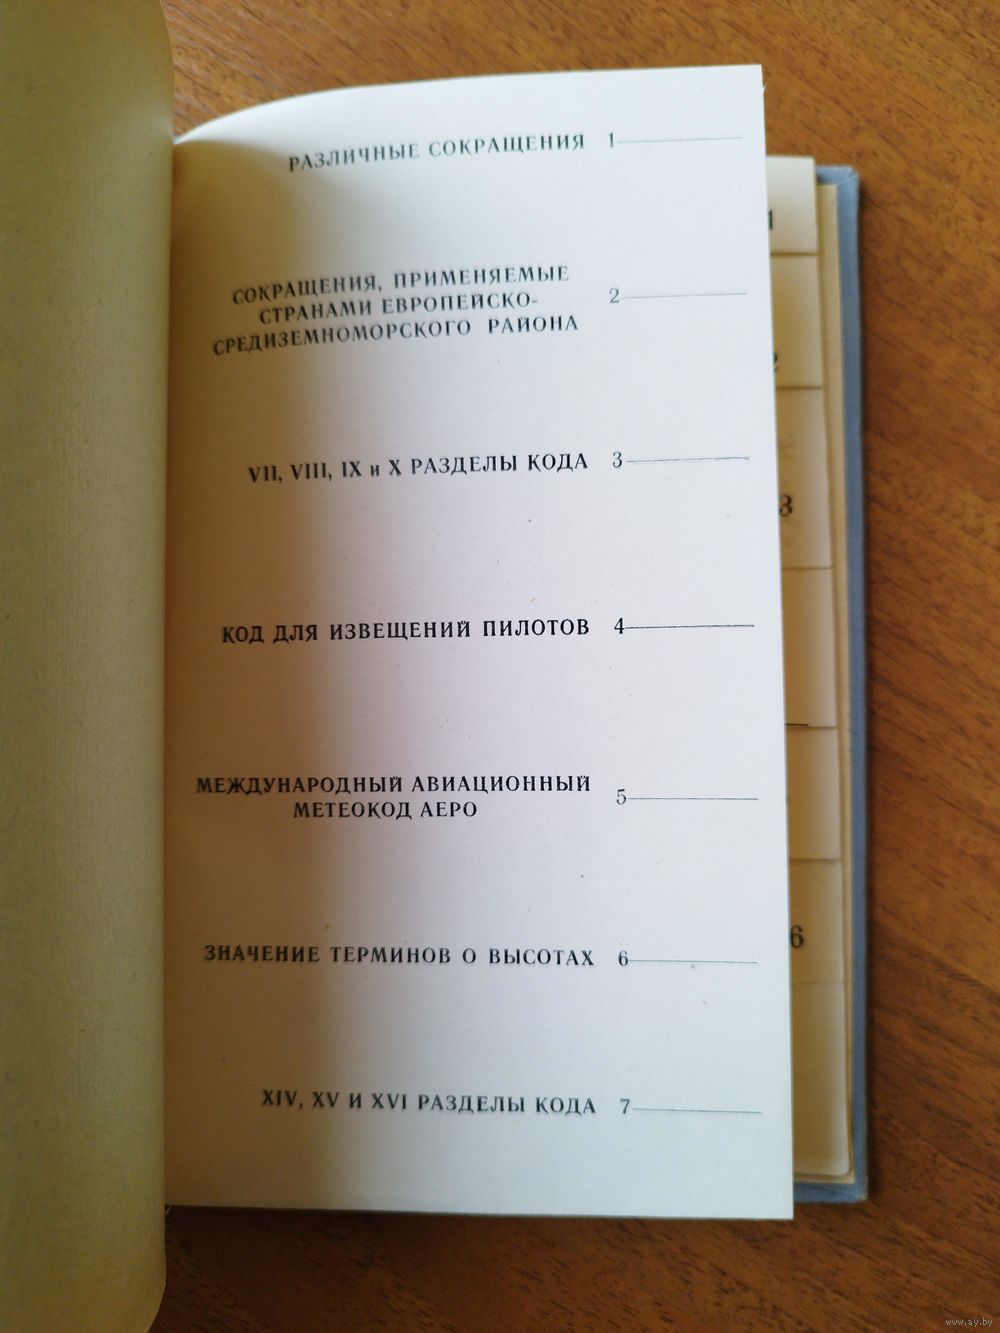 РАЗЛИЧНЫЕ СОКРАЩЕНИЯ 1
СОКРАЩЕНИЯ, ПРИМЕНЯЕМЫЕ
СТРАНАМИ ЕВРОПЕЙСКО- 2
СРЕДИЗЕМНОМОРСКОГО РАЙОНА
VII, VIII, IX и X РАЗДЕЛЫ КОДА 3
КОД ДЛЯ ИЗВЕЩЕНИЙ ПИЛОТОВ 4
МЕЖДУНАРОДНЫЙ АВИАЦИОННЫЙ 5
МЕТЕОКОД АЕРО
ЗНАЧЕНИЕ ТЕРМИНОВ О ВЫСОТАХ 6
XIV, XV И XVI РАЗДЕЛЫ КОДА 7
1
2
3
6
www.ay.by